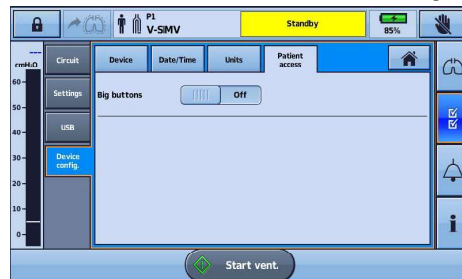 P1
V-SIMV
Standby
85%
---
cmH2O
60-
50-
40-
30-
20-
10-
0-
Circuit
Settings
USB
Device
config.
Device
Date/Time
Units
Patient
access
Big buttons
Off
Start vent.